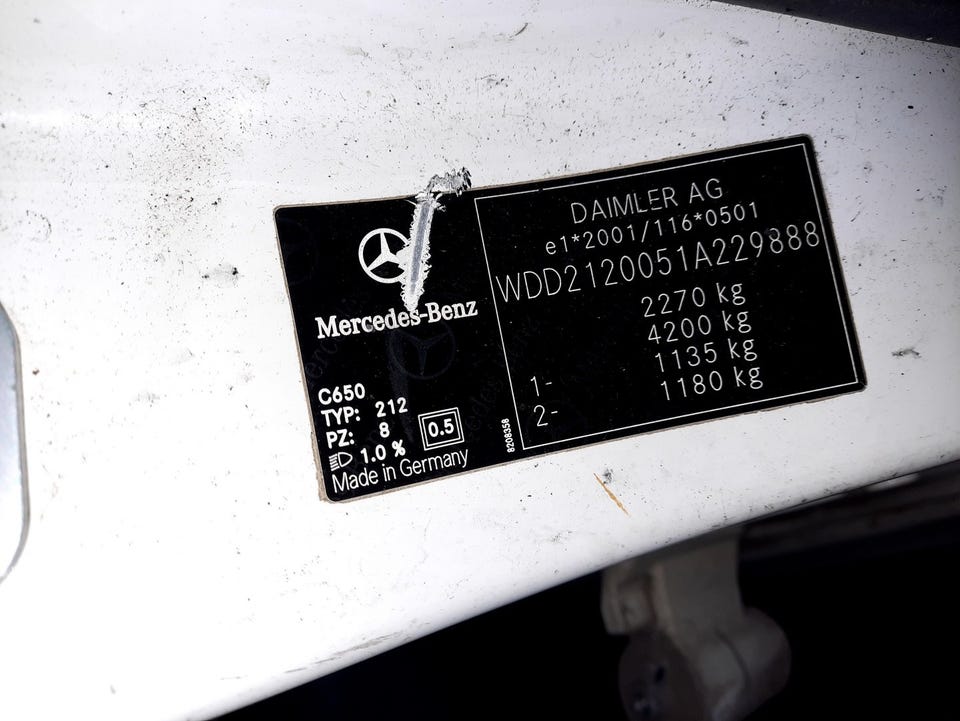 Mercedes-Benz
C650
TYP: 212
PZ: 8
0.5
1.0 %
Made in Germany
8208358
DAIMLER AG
e1*2001/116*0501
WDD2120051A229888
2270 kg
4200 kg
1- 1135 kg
2- 1180 kg